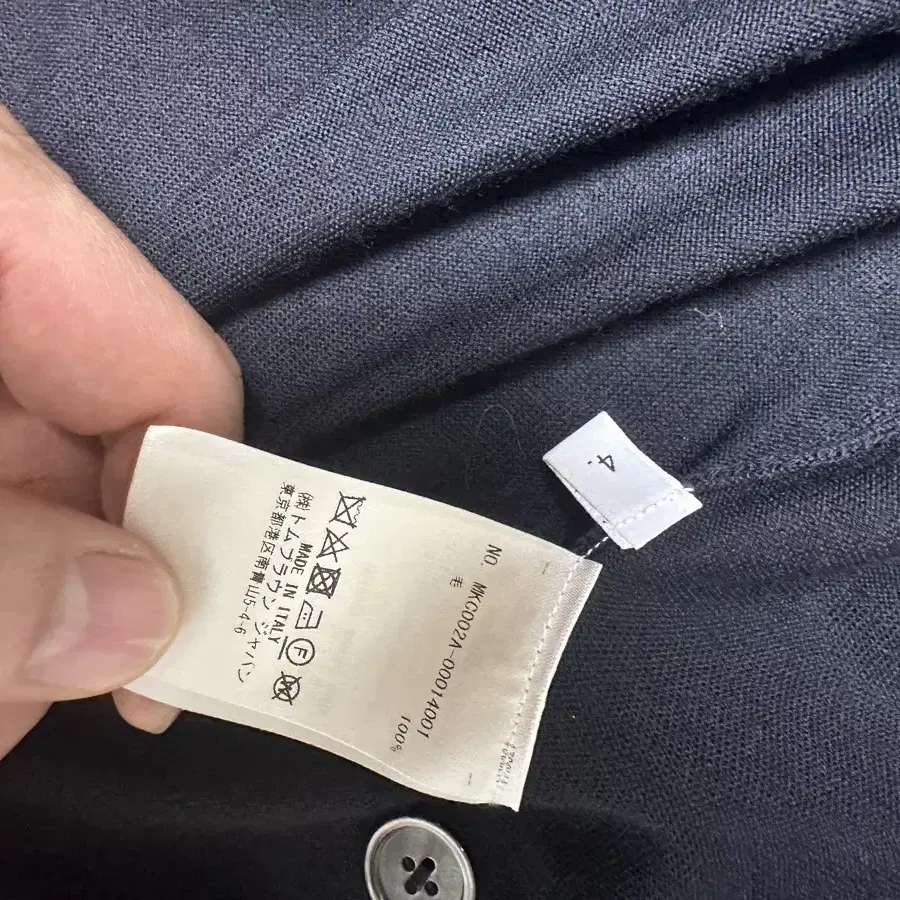 4.
NO. MKC002A-00014001
毛 100%
MADE IN ITALY
(株)トムブラウン ジャパン
東京都港区南青山5-4-6